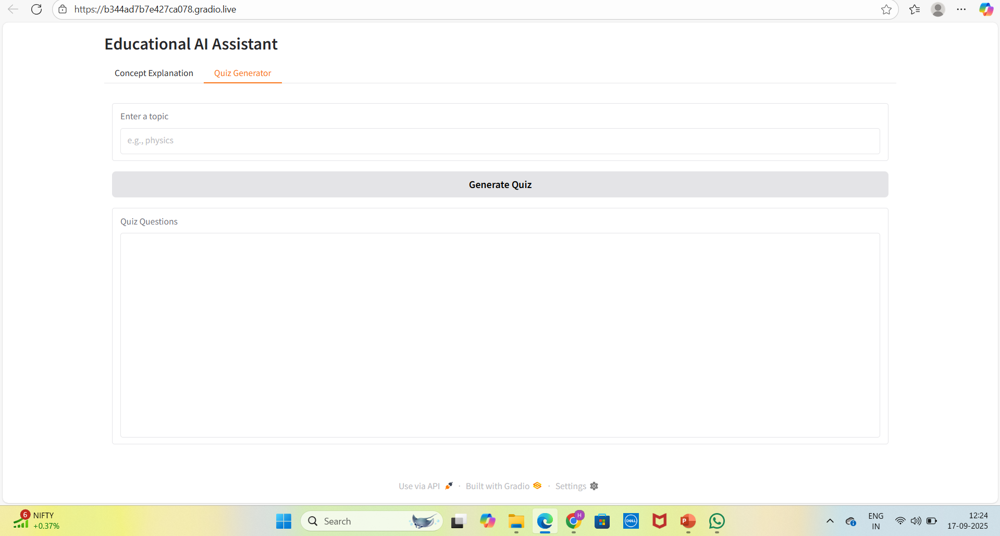 https://b344ad7b7e427ca078.gradio.live
Educational AI Assistant
Concept Explanation
Quiz Generator
Enter a topic
e.g., physics
Generate Quiz
Quiz Questions
Use via API · Built with Gradio · Settings
6
NIFTY
+0.37%
Search
H
DELL
P
ENG
IN
12:24
17-09-2025